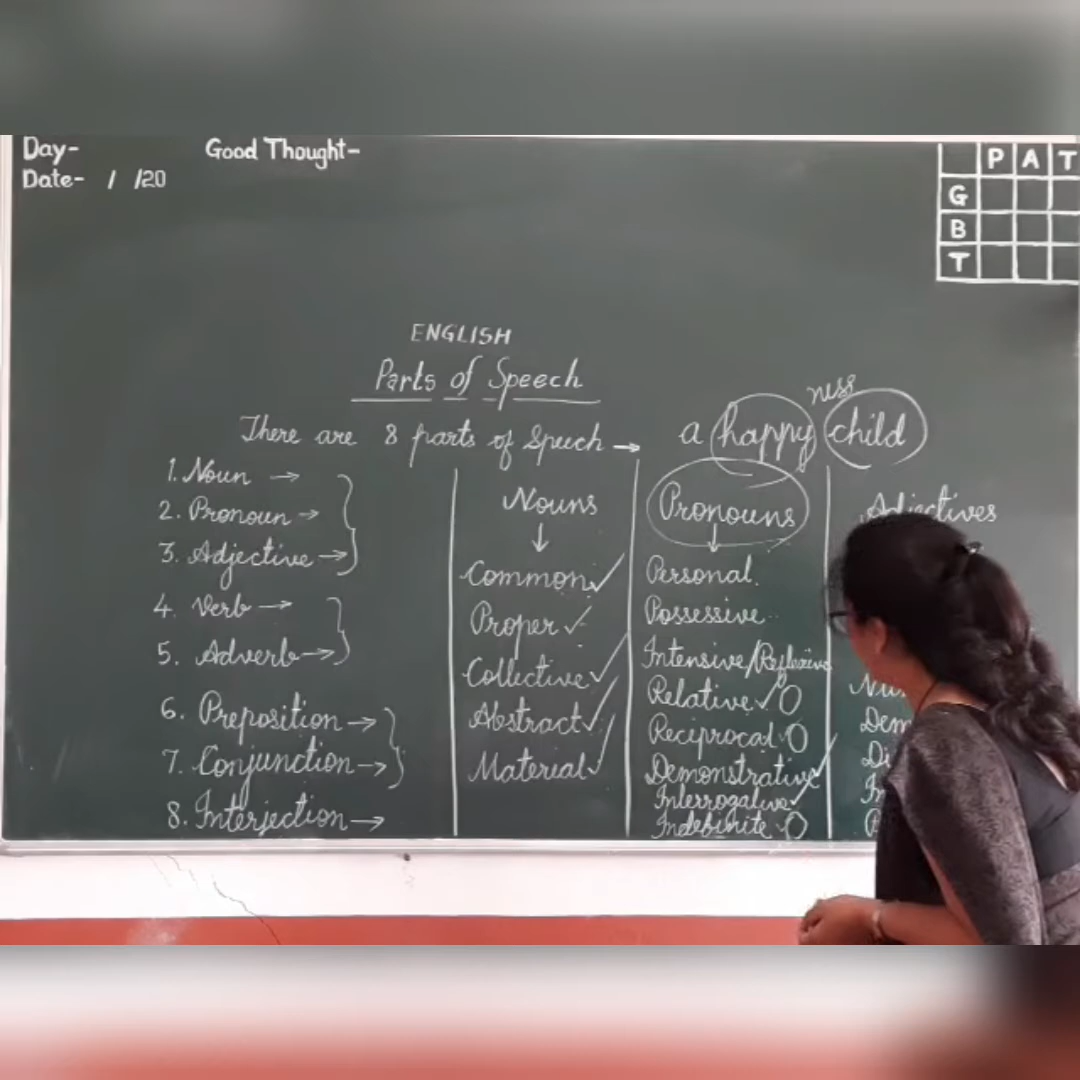 Day-
Date- / /20
Good Thought-
P A T
G
B
T
ENGLISH
Parts of Speech
There are 8 parts of Speech →
a happy child
ness
1. Noun →
2. Pronoun →
3. Adjective →
4. Verb →
5. Adverb →
6. Preposition →
7. Conjunction →
8. Interjection →
Nouns
↓
Common ✓
Proper ✓
Collective ✓
Abstract ✓
Material ✓
Pronouns
↓
Personal
Possessive
Intensive/Reflexive
Relative ✓ O
Reciprocal O
Demonstrative ✓
Interrogative ✓
Indefinite O
Adjectives
Dem
Di